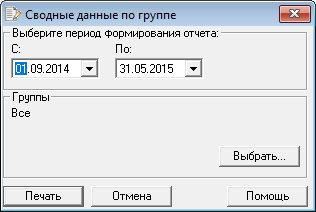 Сводные данные по группе
Выберите период формирования отчета:
С: По:
01.09.2014 31.05.2015
Группы
Все
Выбрать...
Печать Отмена Помощь